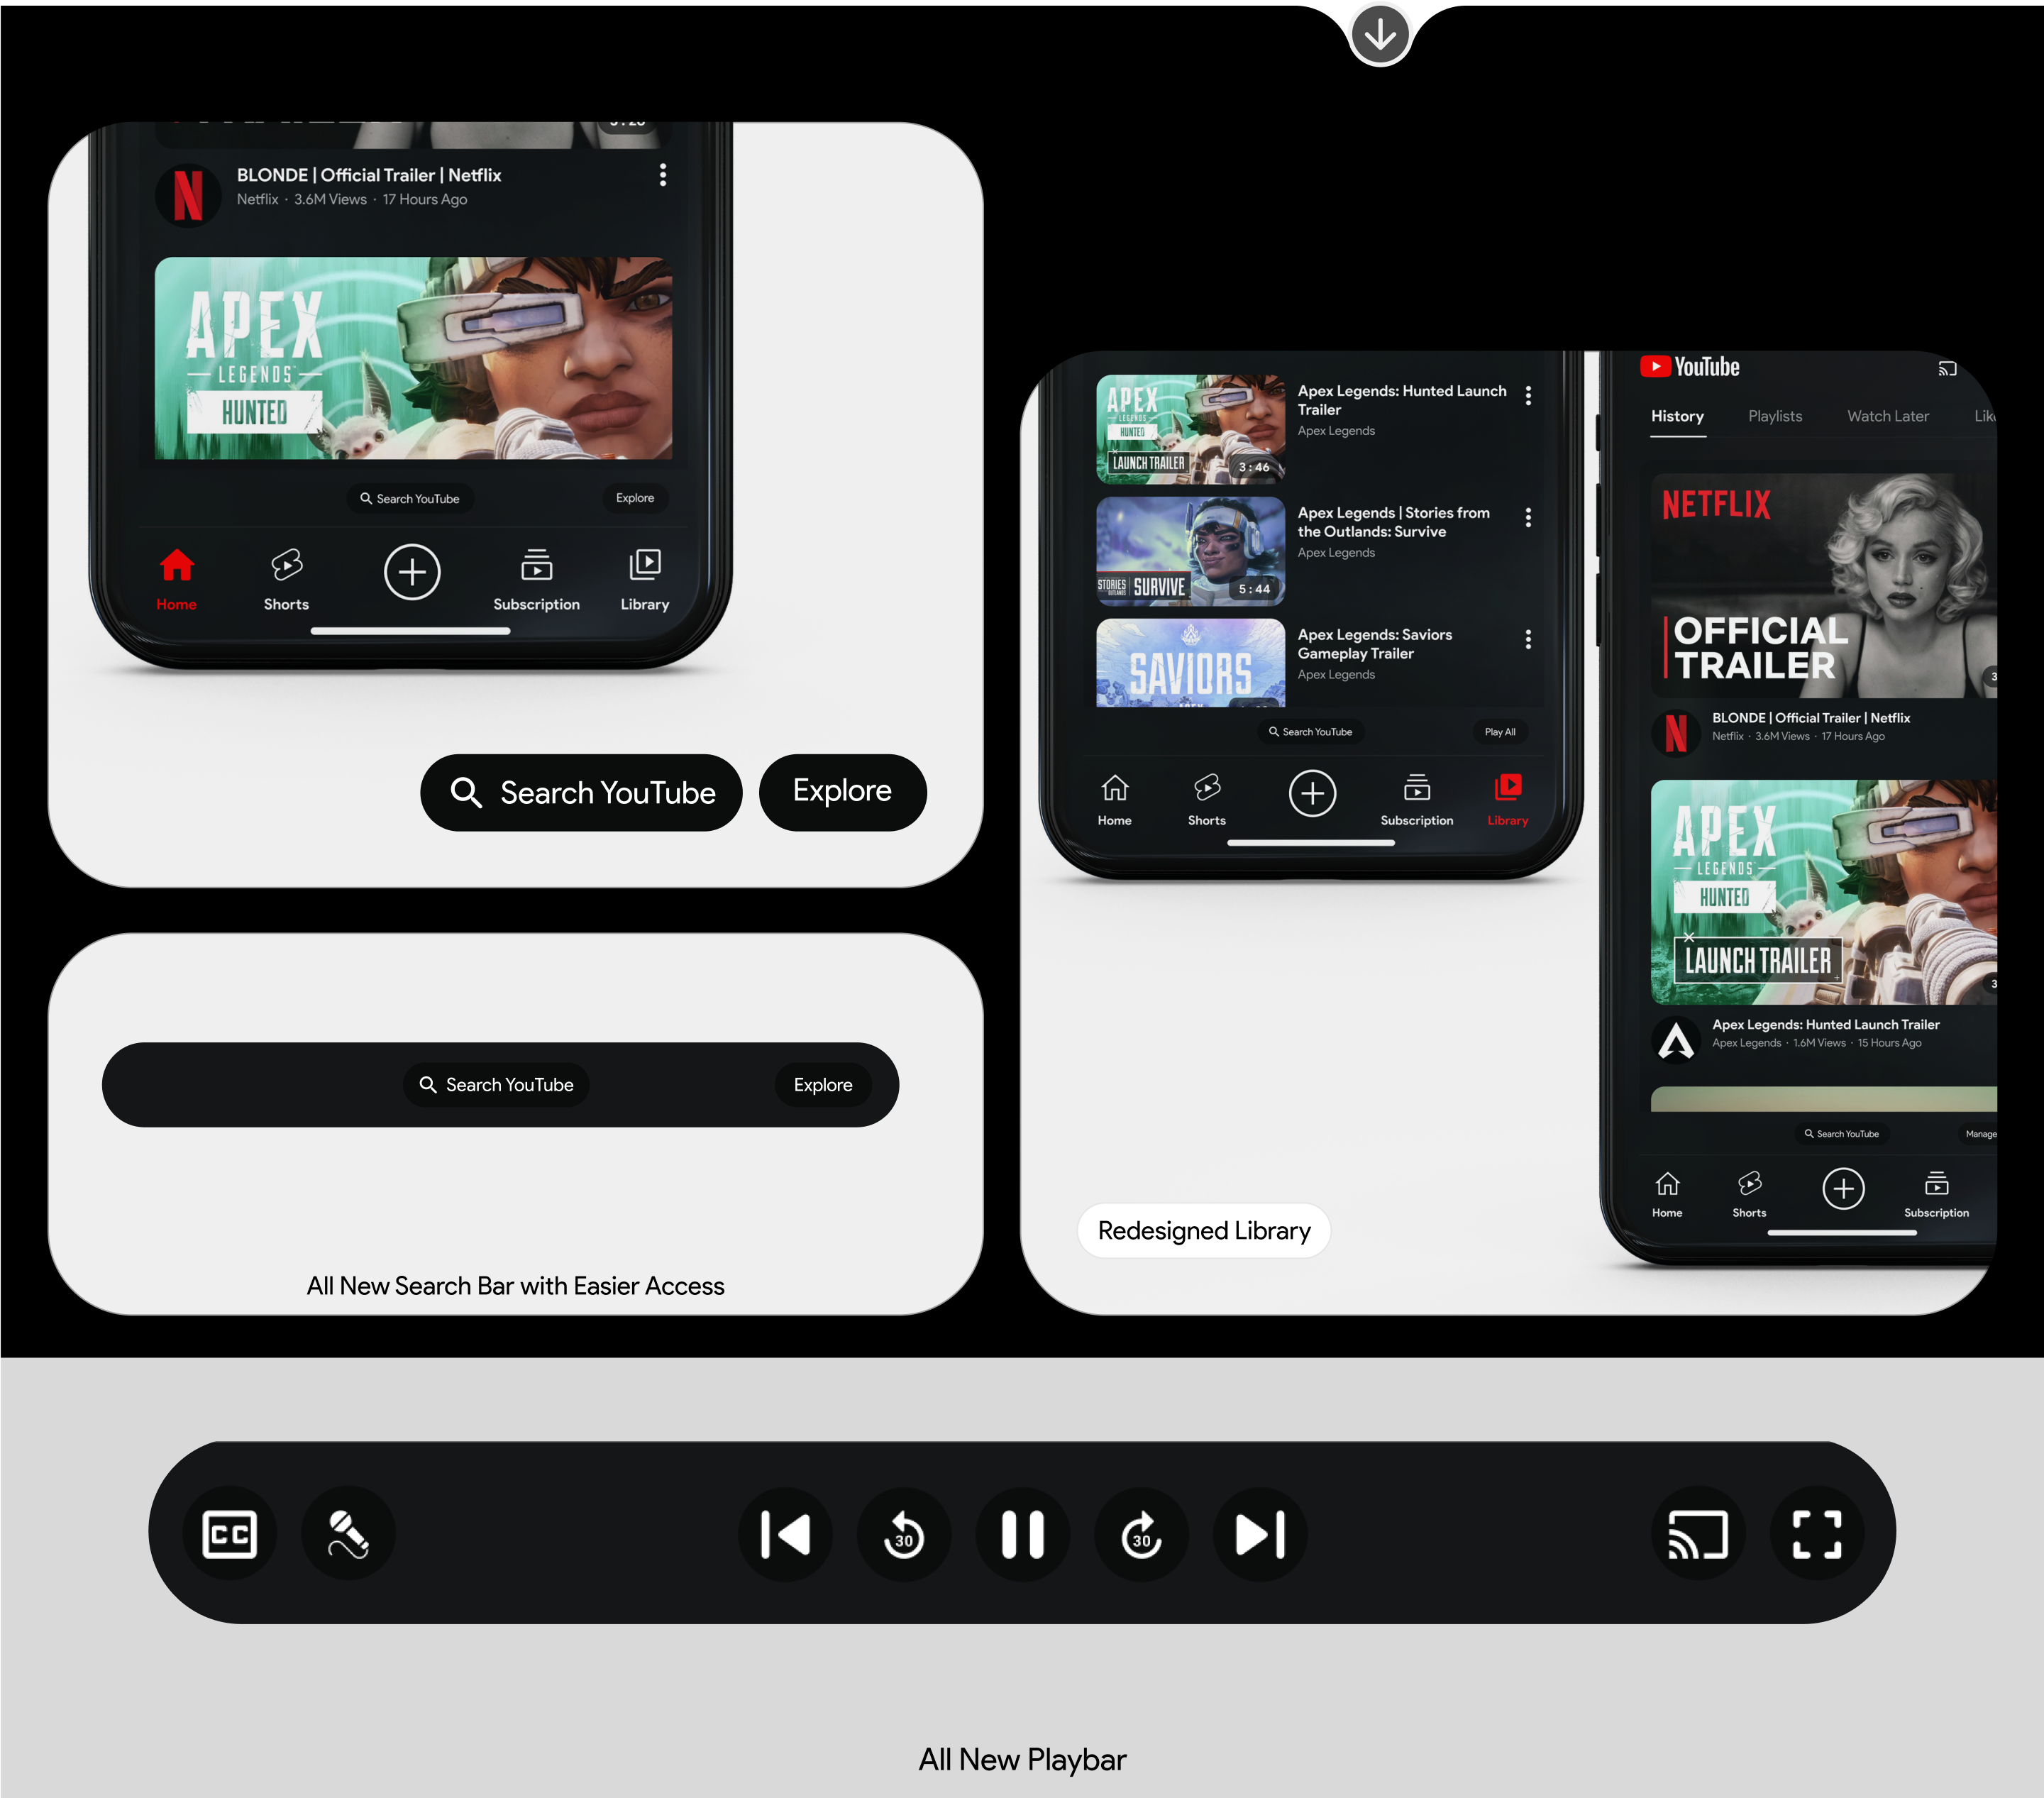 BLONDE | Official Trailer | Netflix
Netflix · 3.6M Views · 17 Hours Ago
APEX
LEGENDS
HUNTED
Search YouTube
Explore
Home
Shorts
Subscription
Library
Search YouTube
Explore
Search YouTube
Explore
All New Search Bar with Easier Access
APEX
LEGENDS
HUNTED
LAUNCH TRAILER
3:46
Apex Legends: Hunted Launch
Trailer
Apex Legends
STORIES
OUTLANDS
SURVIVE
5:44
Apex Legends | Stories from
the Outlands: Survive
Apex Legends
SAVIORS
Apex Legends: Saviors
Gameplay Trailer
Apex Legends
Search YouTube
Play All
Home
Shorts
Subscription
Library
Redesigned Library
YouTube
History
Playlists
Watch Later
NETFLIX
OFFICIAL
TRAILER
BLONDE | Official Trailer | Netflix
Netflix · 3.6M Views · 17 Hours Ago
APEX
LEGENDS
HUNTED
LAUNCH TRAILER
Apex Legends: Hunted Launch Trailer
Apex Legends · 1.6M Views · 15 Hours Ago
Search YouTube
Manage
Home
Shorts
Subscription
CC
30
30
All New Playbar